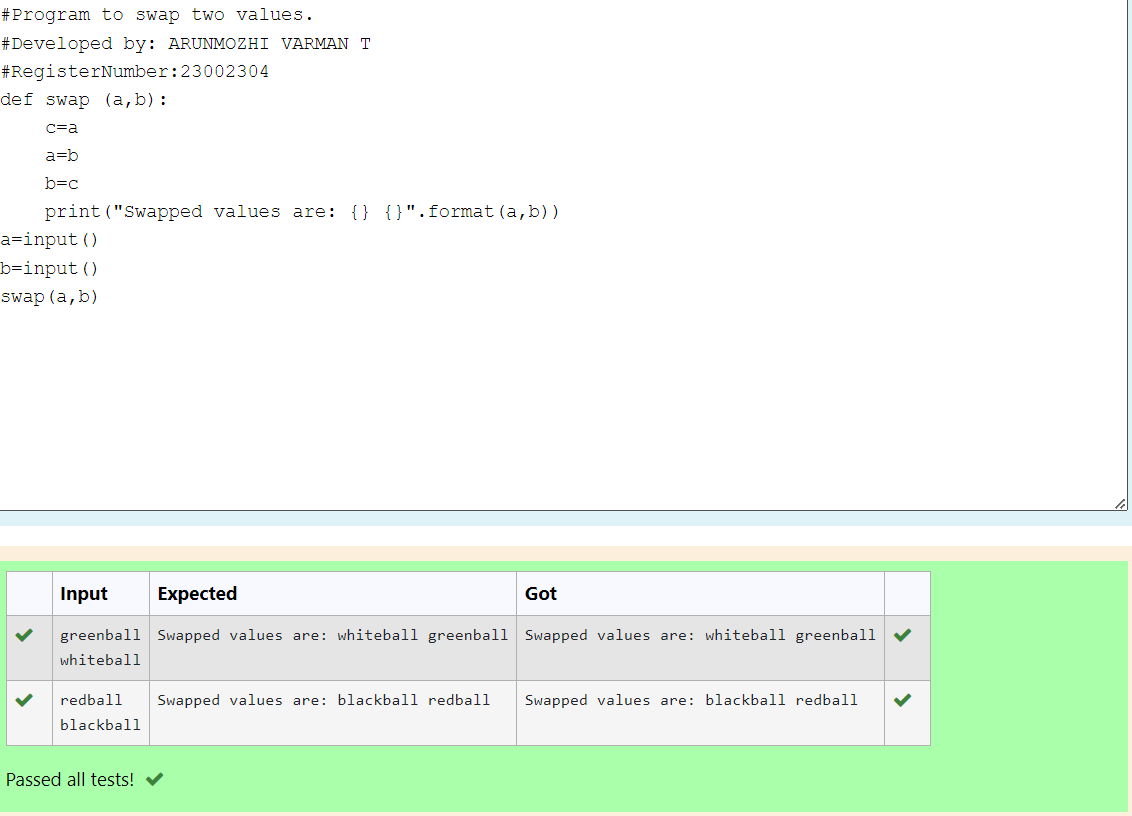 #Program to swap two values.
#Developed by: ARUNMOZHI VARMAN T
#RegisterNumber:23002304
def swap (a,b):
    c=a
    a=b
    b=c
    print("Swapped values are: {} {}".format(a,b))
a=input()
b=input()
swap(a,b)
Input Expected Got
greenball Swapped values are: whiteball greenball Swapped values are: whiteball greenball
whiteball
redball Swapped values are: blackball redball Swapped values are: blackball redball
blackball
Passed all tests!